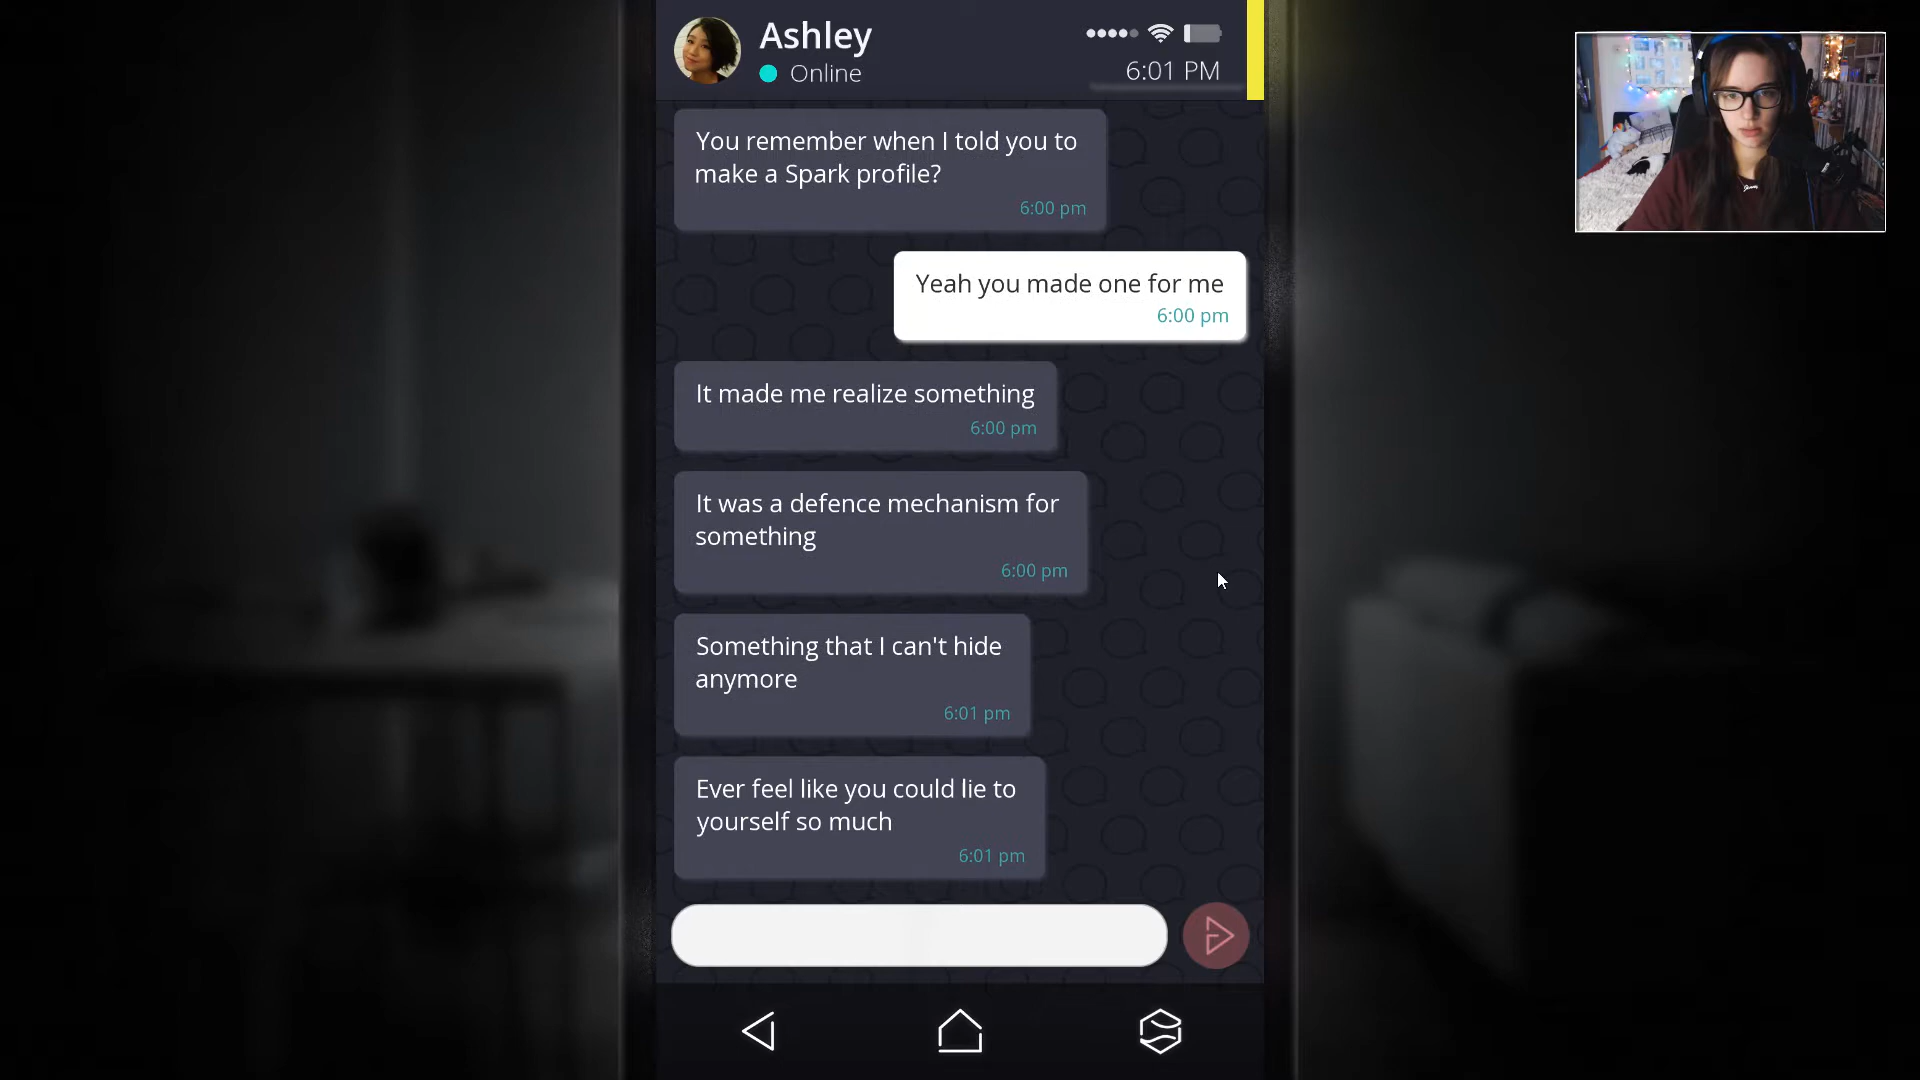 Ashley
Online
6:01 PM
You remember when I told you to
make a Spark profile?
6:00 pm
Yeah you made one for me
6:00 pm
It made me realize something
6:00 pm
It was a defence mechanism for
something
6:00 pm
Something that I can't hide
anymore
6:01 pm
Ever feel like you could lie to
yourself so much
6:01 pm